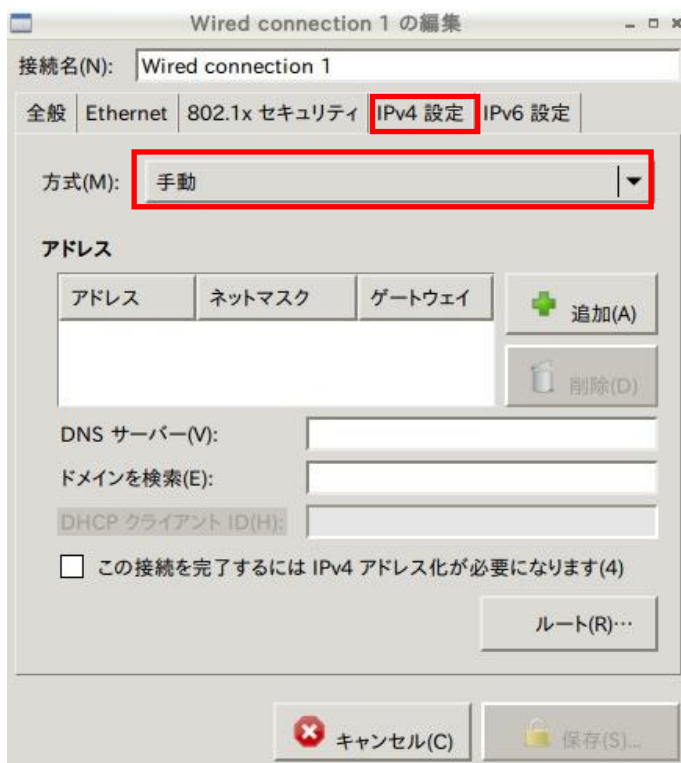 Wired connection 1 の編集
接続名(N): Wired connection 1
全般 Ethernet 802.1x セキュリティ IPv4 設定 IPv6 設定
方式(M): 手動
アドレス
アドレス ネットマスク ゲートウェイ 追加(A)
削除(D)
DNS サーバー(V):
ドメインを検索(E):
DHCP クライアント ID(H):
この接続を完了するには IPv4 アドレス化が必要になります(4)
ルート(R)…
キャンセル(C) 保存(S)...